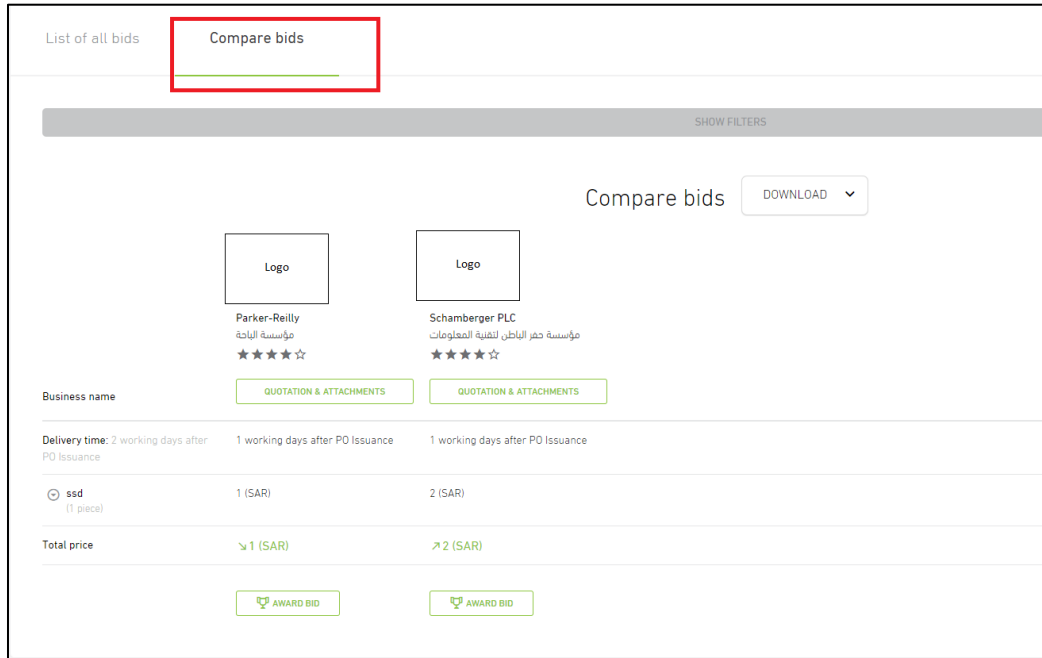 List of all bids
Compare bids
SHOW FILTERS
Compare bids
DOWNLOAD
Logo
Logo
Parker-Reilly
Schamberger PLC
مؤسسة الباحة
مؤسسة حفر الباطن لتقنية المعلومات
Business name
QUOTATION & ATTACHMENTS
QUOTATION & ATTACHMENTS
Delivery time: 2 working days after
PO Issuance
1 working days after PO Issuance
1 working days after PO Issuance
ssd
(1 piece)
1 (SAR)
2 (SAR)
Total price
↘1 (SAR)
↗2 (SAR)
AWARD BID
AWARD BID